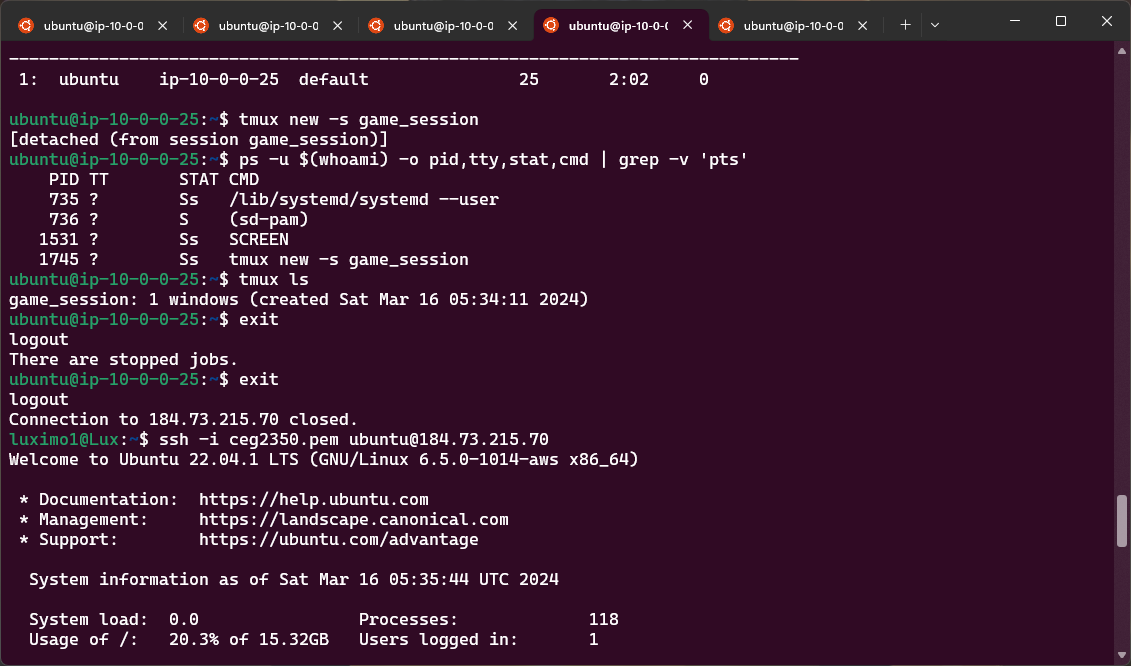 ubuntu@ip-10-0-0 ubuntu@ip-10-0-0 ubuntu@ip-10-0-0 ubuntu@ip-10-0-( ubuntu@ip-10-0-0
1: ubuntu ip-10-0-0-25 default 25 2:02 0
ubuntu@ip-10-0-0-25:~$ tmux new -s game_session
[detached (from session game_session)]
ubuntu@ip-10-0-0-25:~$ ps -u $(whoami) -o pid,tty,stat,cmd | grep -v 'pts'
PID TT STAT CMD
735 ? Ss /lib/systemd/systemd --user
736 ? S (sd-pam)
1531 ? Ss SCREEN
1745 ? Ss tmux new -s game_session
ubuntu@ip-10-0-0-25:~$ tmux ls
game_session: 1 windows (created Sat Mar 16 05:34:11 2024)
ubuntu@ip-10-0-0-25:~$ exit
logout
There are stopped jobs.
ubuntu@ip-10-0-0-25:~$ exit
logout
Connection to 184.73.215.70 closed.
luximo1@Lux:~$ ssh -i ceg2350.pem ubuntu@184.73.215.70
Welcome to Ubuntu 22.04.1 LTS (GNU/Linux 6.5.0-1014-aws x86_64)
* Documentation: https://help.ubuntu.com
* Management: https://landscape.canonical.com
* Support: https://ubuntu.com/advantage
System information as of Sat Mar 16 05:35:44 UTC 2024
System load: 0.0 Processes: 118
Usage of /: 20.3% of 15.32GB Users logged in: 1